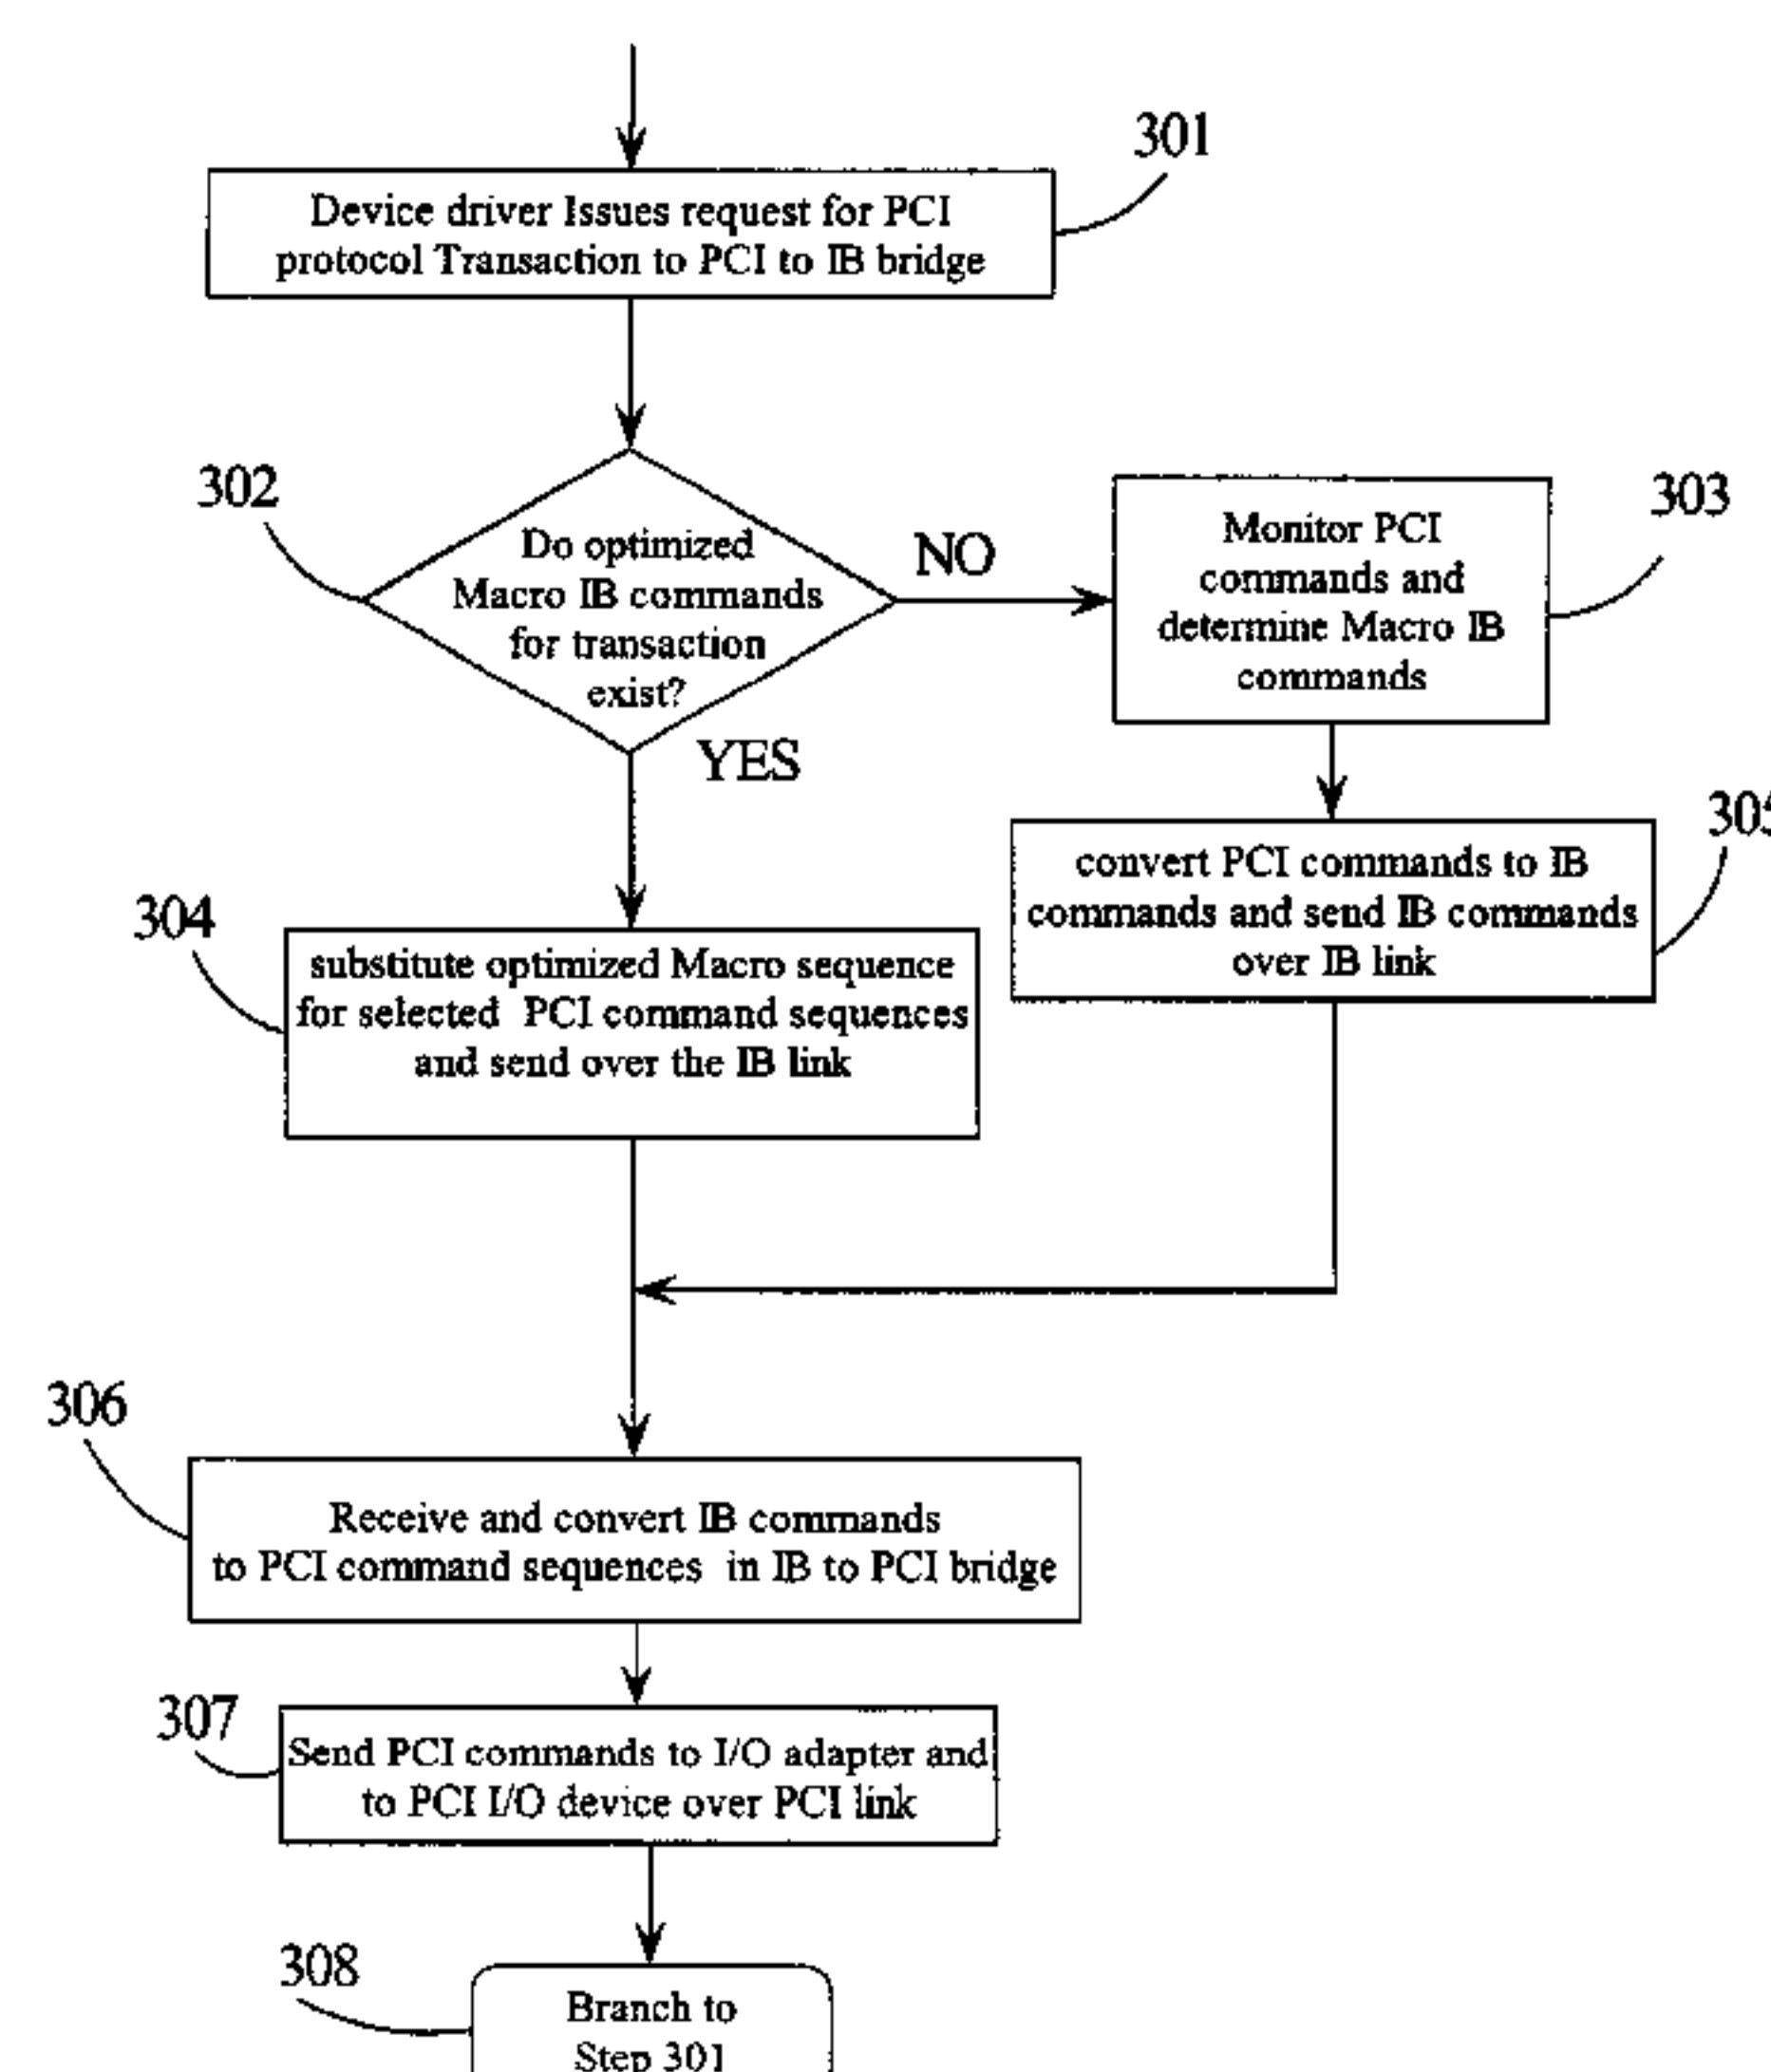 301
Device driver Issues request for PCI
protocol Transaction to PCI to IB bridge
302
Do optimized
Macro IB commands
for transaction
exist?
NO
YES
303
Monitor PCI
commands and
determine Macro IB
commands
305
convert PCI commands to IB
commands and send IB commands
over IB link
304
substitute optimized Macro sequence
for selected PCI command sequences
and send over the IB link
306
Receive and convert IB commands
to PCI command sequences in IB to PCI bridge
307
Send PCI commands to I/O adapter and
to PCI I/O device over PCI link
308
Branch to
Step 301